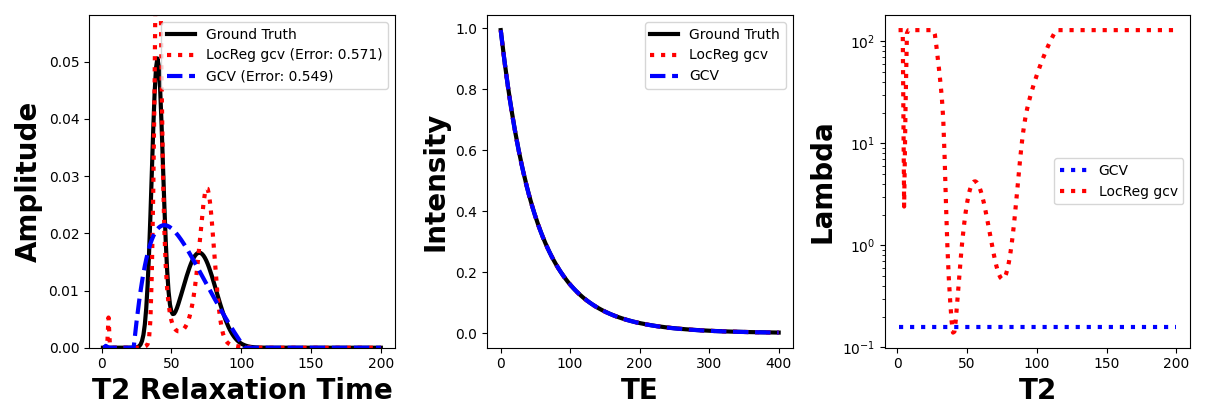 Amplitude
0.00
0.01
0.02
0.03
0.04
0.05
Ground Truth
LocReg gcv (Error: 0.571)
GCV (Error: 0.549)
0
50
100
150
200
T2 Relaxation Time
Intensity
0.0
0.2
0.4
0.6
0.8
1.0
Ground Truth
LocReg gcv
GCV
0
100
200
300
400
TE
Lambda
10⁻¹
10⁰
10¹
10²
GCV
LocReg gcv
0
50
100
150
200
T2